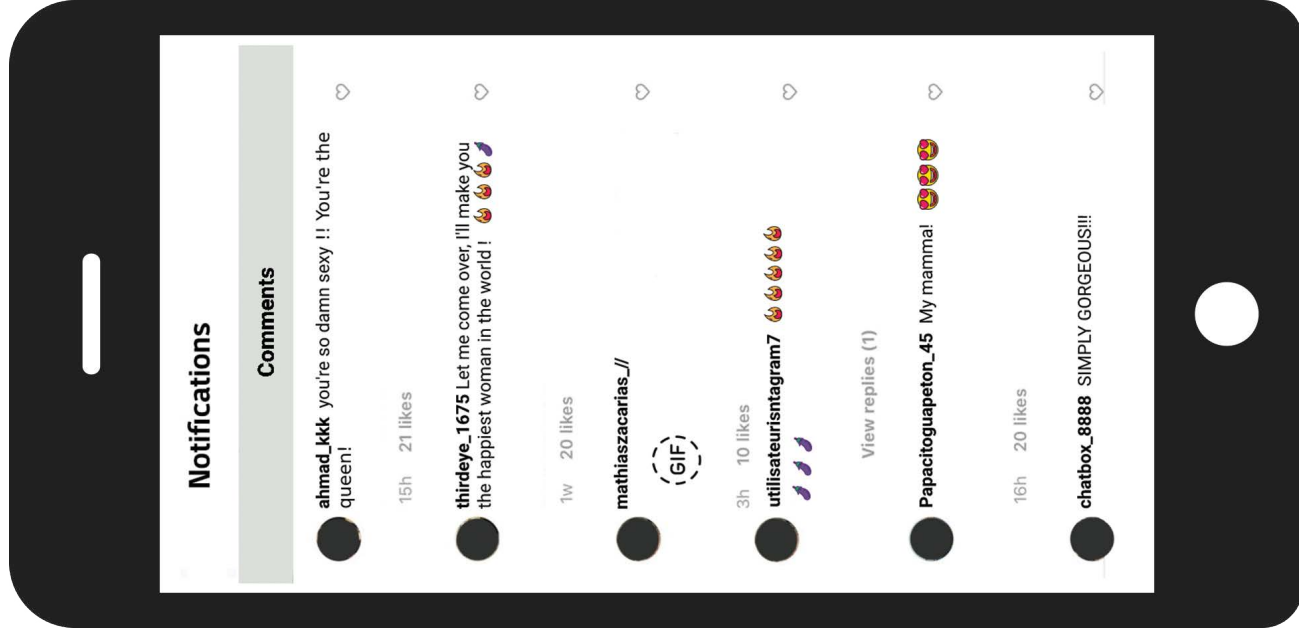 Notifications
Comments
ahmad_kkk you're so damn sexy !! You're the
queen!
15h 21 likes
thirdeye_1675 Let me come over, I'll make you
the happiest woman in the world ! 🔥🔥🔥🍆
1w 20 likes
mathiaszacarias_//
GIF
3h 10 likes
utilisateurisntagram7 🔥🔥🔥🔥🔥
🍆🍆🍆
View replies (1)
Papacitoguapeton_45 My mamma! 😍😍😍
16h 20 likes
chatbox_8888 SIMPLY GORGEOUS!!!